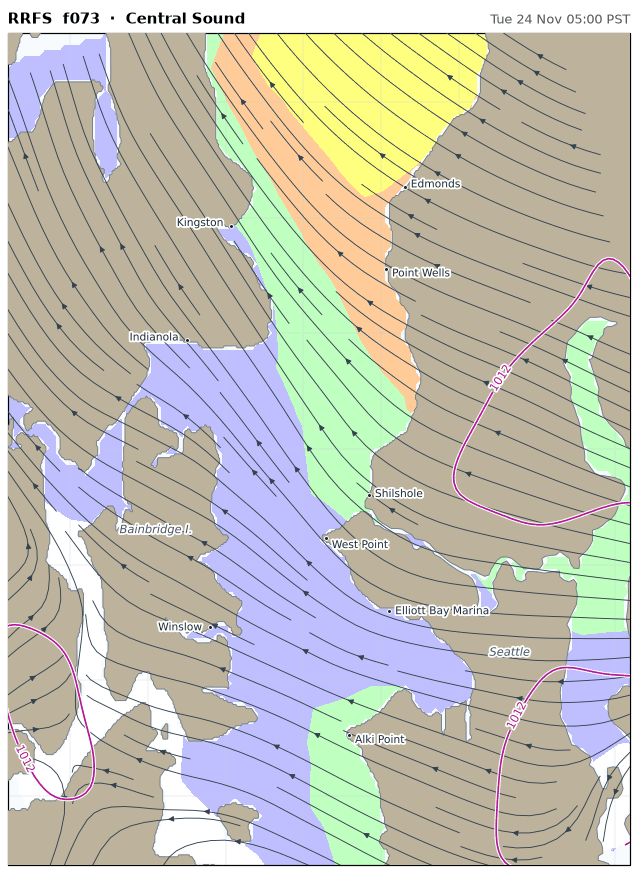 RRFS f073 · Central Sound
Tue 24 Nov 05:00 PST
Edmonds
Kingston
Point Wells
Indianola
1012
Shilshole
Bainbridge I.
West Point
Elliott Bay Marina
Winslow
Seattle
1012
Alki Point
1012